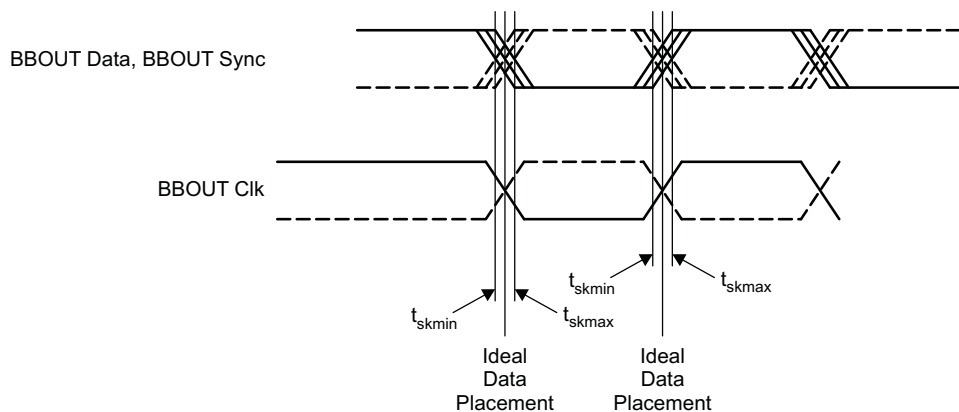 BBOUT Data, BBOUT Sync
BBOUT Clk
tskmin
tskmax
tskmin
tskmax
Ideal
Data
Placement
Ideal
Data
Placement